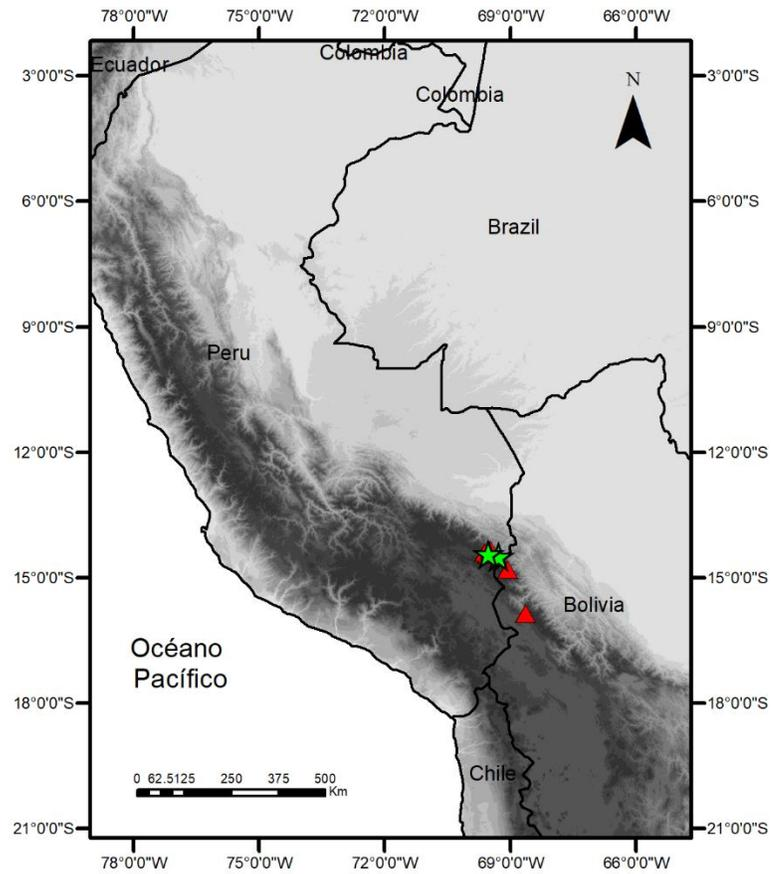 78°0'0"W 75°0'0"W 72°0'0"W 69°0'0"W 66°0'0"W
Colombia
Ecuador
3°0'0"S 3°0'0"S
N
Colombia
6°0'0"S 6°0'0"S
Brazil
9°0'0"S 9°0'0"S
Peru
12°0'0"S 12°0'0"S
15°0'0"S 15°0'0"S
Bolivia
Océano
Pacífico
18°0'0"S 18°0'0"S
Chile
0 62.5125 250 375 500
Km
21°0'0"S 21°0'0"S
78°0'0"W 75°0'0"W 72°0'0"W 69°0'0"W 66°0'0"W